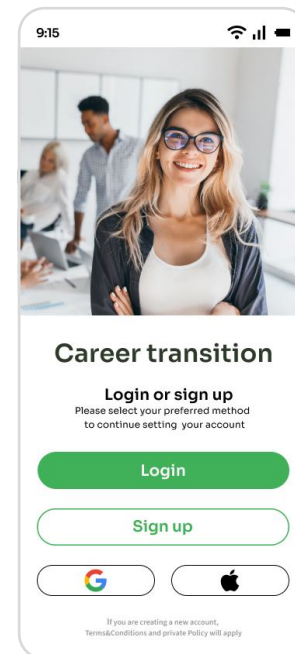 9:15
Career transition
Login or sign up
Please select your preferred method
to continue setting your account
Login
Sign up
If you are creating a new account,
Terms&Conditions and private Policy will apply